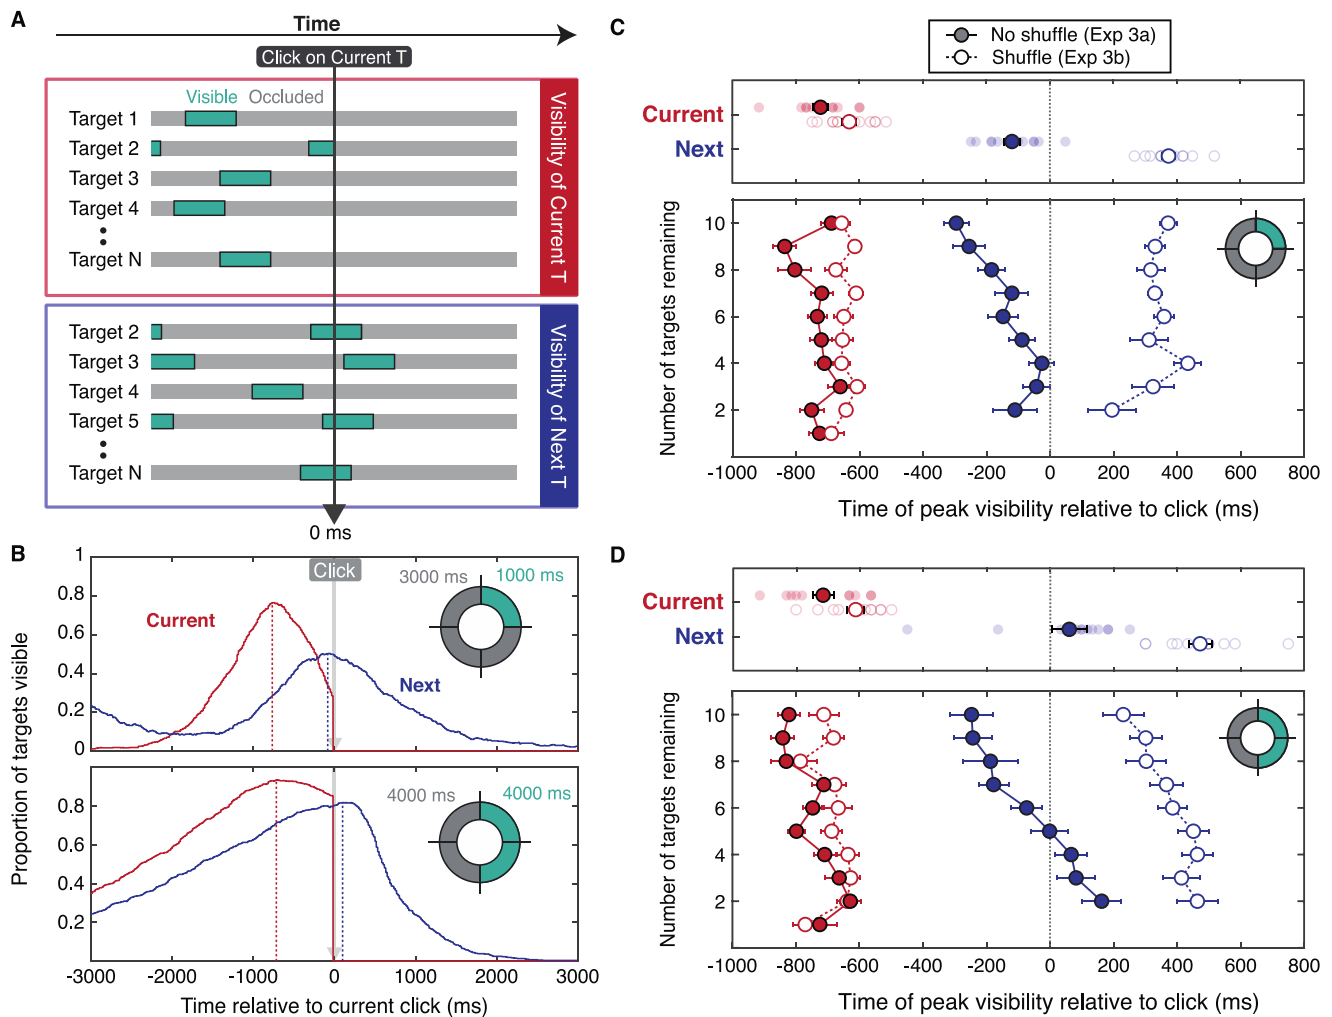 A
Time
Click on Current T
Visible Occluded
Target 1
Target 2
Target 3
Target 4
Target N
Visibility of Current T
Target 2
Target 3
Target 4
Target 5
Target N
Visibility of Next T
0 ms
B
1
0.8
0.6
0.4
0.2
0
Click
3000 ms 1000 ms
Current
Next
0.8
0.6
0.4
0.2
4000 ms 4000 ms
Proportion of targets visible
-3000 -2000 -1000 0 1000 2000 3000
Time relative to current click (ms)
C
No shuffle (Exp 3a)
Shuffle (Exp 3b)
Current
Next
10
8
6
4
2
Number of targets remaining
-1000 -800 -600 -400 -200 0 200 400 600 800
Time of peak visibility relative to click (ms)
D
Current
Next
10
8
6
4
2
Number of targets remaining
-1000 -800 -600 -400 -200 0 200 400 600 800
Time of peak visibility relative to click (ms)